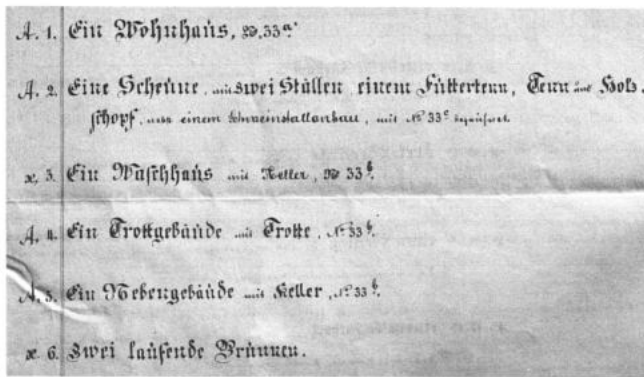 A. 1. Ein Wohnhaus, No 33a.
A. 2. Eine Scheune, mit zwei Ställen, einem Füttertenn, Tenn und Holz-
schopf, nebst einem Schweinstallanbau, mit No 33c bezeichnet.
3. Ein Waschhaus mit Keller, No 33b.
A. 4. Ein Trottgebäude mit Trotte, No 33b.
A. 5. Ein Nebengebäude mit Keller, No 33b.
6. Zwei laufende Brunnen.